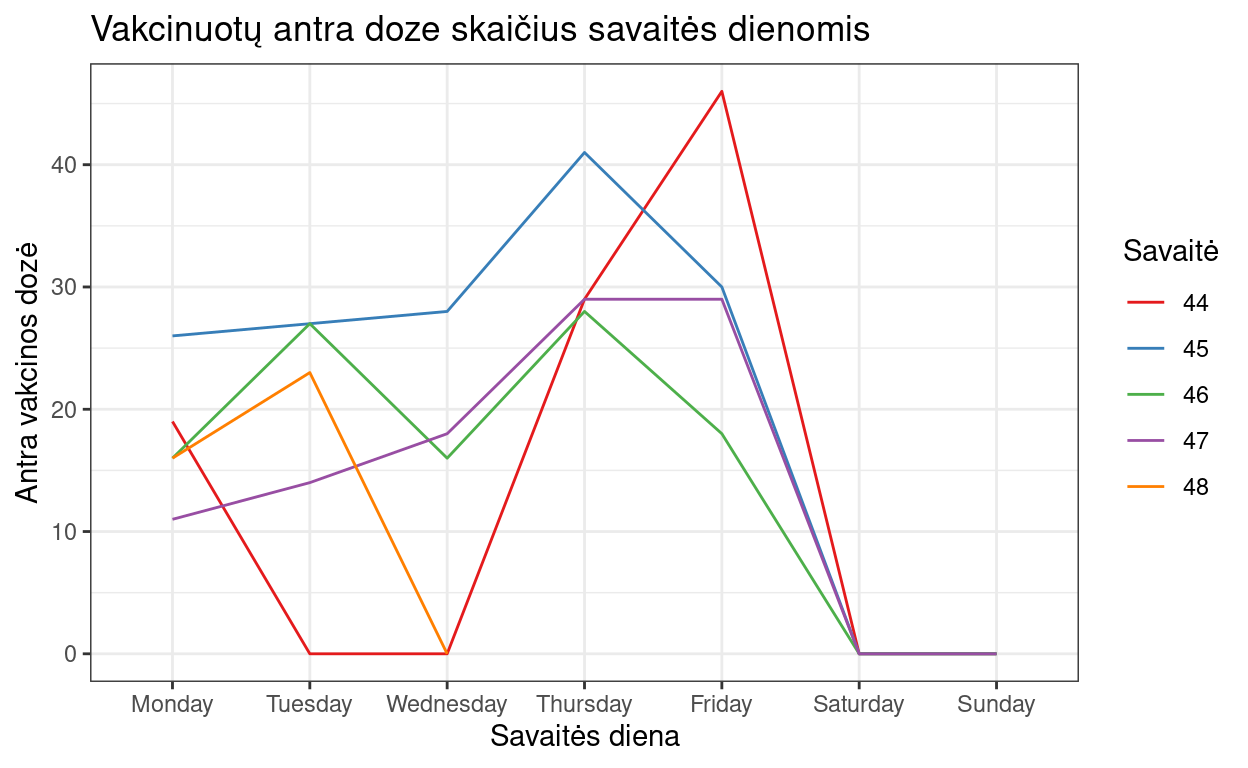 Vakcinuotų antra doze skaičius savaitės dienomis
Antra vakcinos dozė
40
30
20
10
0
Monday Tuesday Wednesday Thursday Friday Saturday Sunday
Savaitės diena
Savaitė
44
45
46
47
48